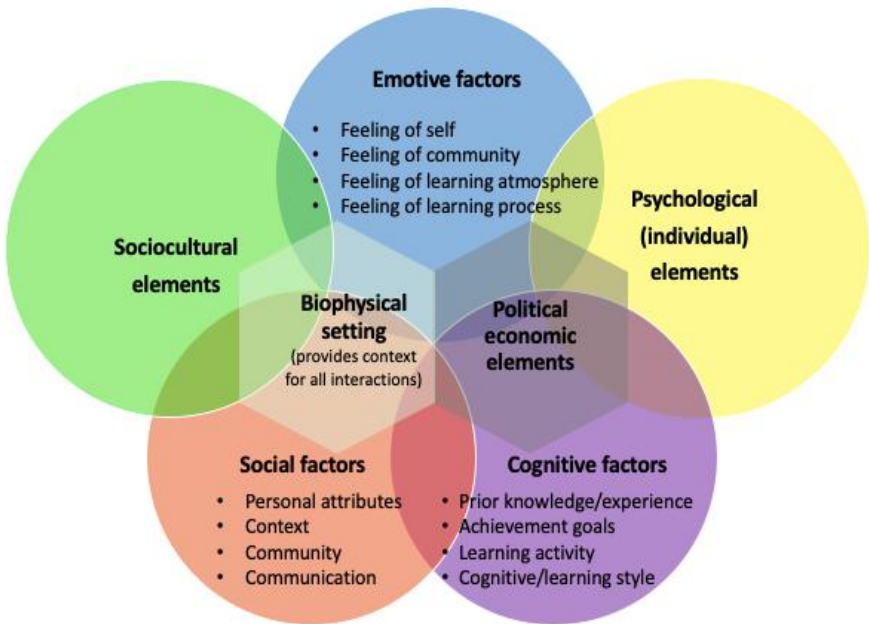 Emotive factors
• Feeling of self
• Feeling of community
• Feeling of learning atmosphere
• Feeling of learning process
Sociocultural
elements
Psychological
(individual)
elements
Biophysical
setting
(provides context
for all interactions)
Political
economic
elements
Social factors
• Personal attributes
• Context
• Community
• Communication
Cognitive factors
• Prior knowledge/experience
• Achievement goals
• Learning activity
• Cognitive/learning style